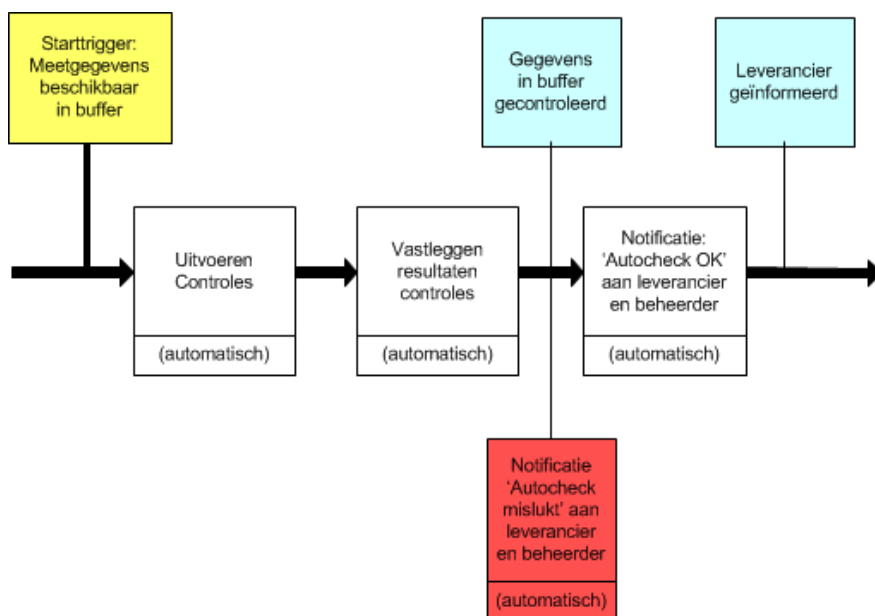 Starttrigger:
Meetgegevens
beschikbaar
in buffer
Gegevens
in buffer
gecontroleerd
Leverancier
geïnformeerd
Uitvoeren
Controles
(automatisch)
Vastleggen
resultaten
controles
(automatisch)
Notificatie:
‘Autocheck OK’
aan leverancier
en beheerder
(automatisch)
Notificatie
‘Autocheck
mislukt’ aan
leverancier
en beheerder
(automatisch)